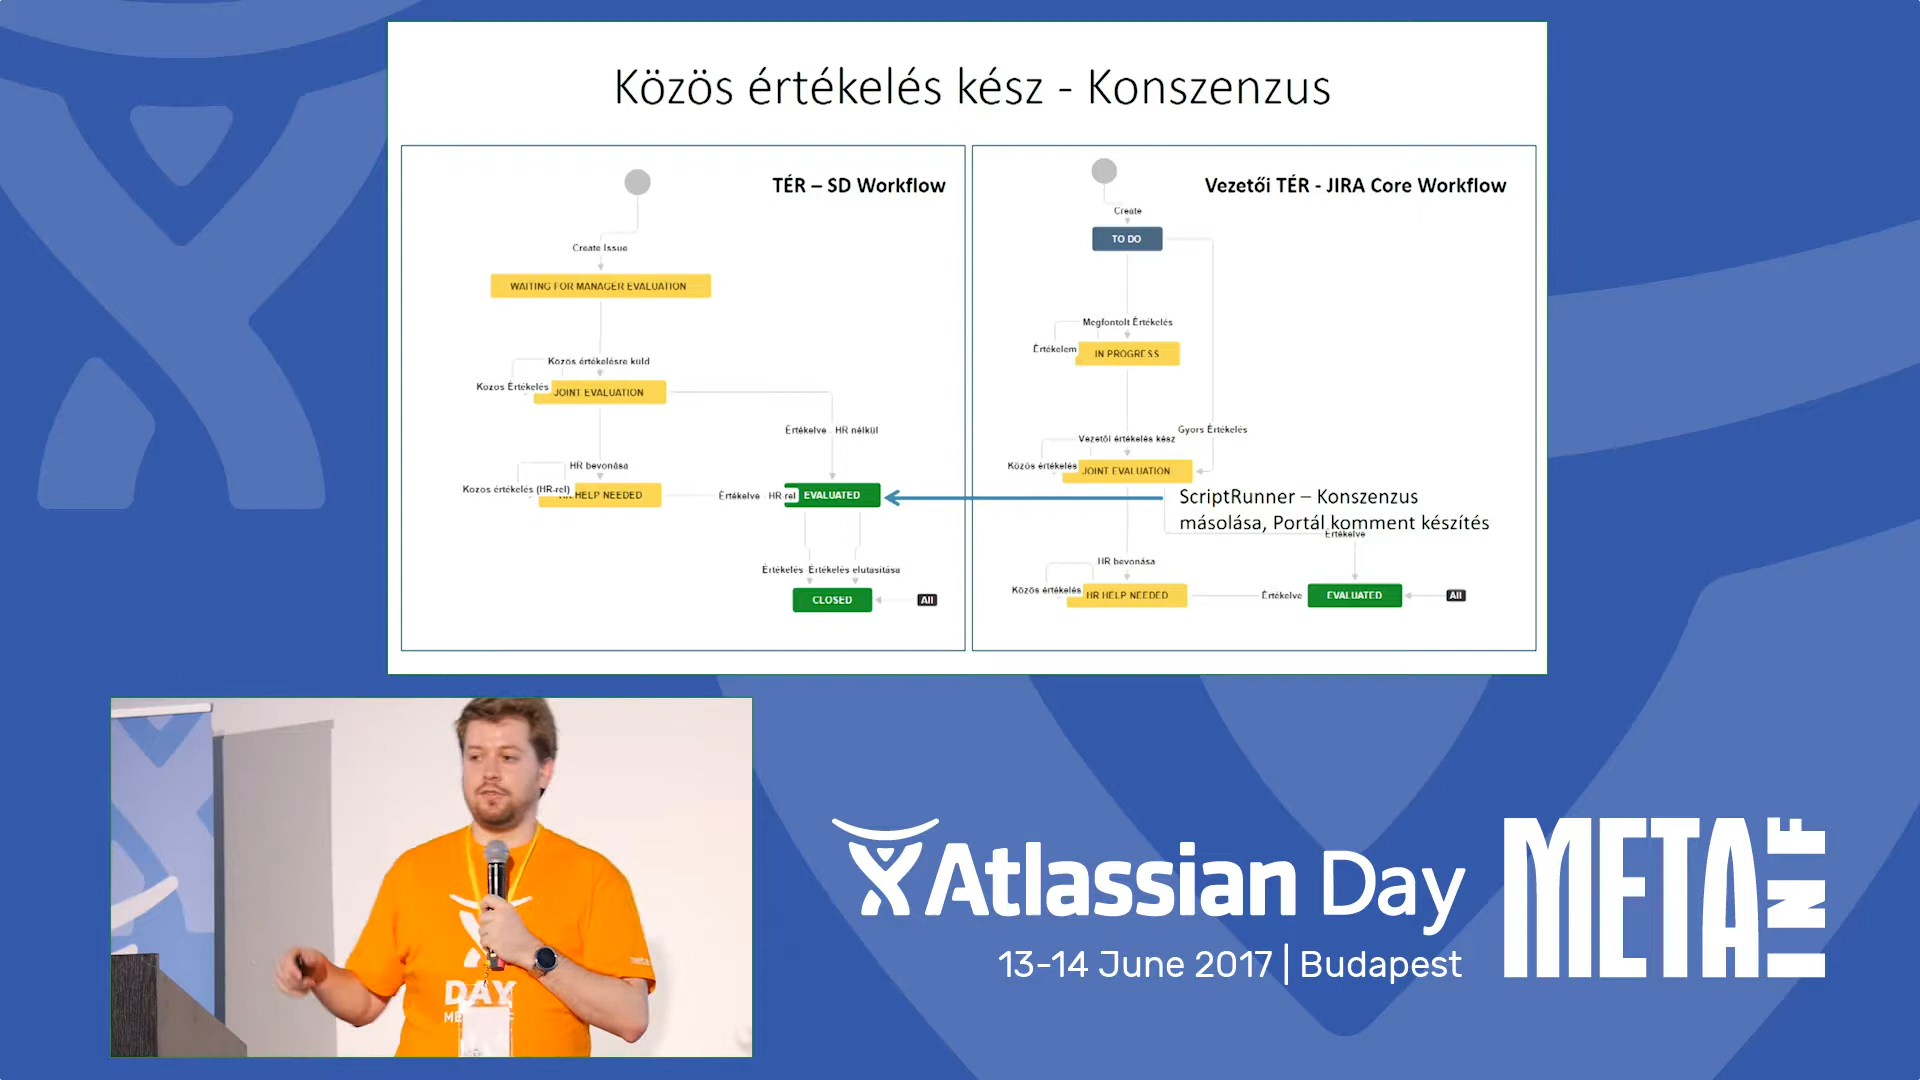 Közös értékelés kész - Konszenzus
TÉR – SD Workflow
Create Issue
WAITING FOR MANAGER EVALUATION
Kozos értékelésre kuld
Kozos Értékelés
JOINT EVALUATION
Értékelve HR nélkül
HR bevonása
Kozos értékelés (HR-rel)
HELP NEEDED
Értékelve HR rel
EVALUATED
Értékelés Értékelés elutasítása
CLOSED
All
Vezetői TÉR - JIRA Core Workflow
Create
TO DO
Megfontolt Értékelés
Értékelem
IN PROGRESS
Gyors Értékelés
Vezetői értékelés kész
Közös értékelés
JOINT EVALUATION
ScriptRunner – Konszenzus
másolása, Portál komment készítés
Értékelve
HR bevonása
Közös értékelés
HR HELP NEEDED
Értékelve
EVALUATED
All
DAY
Atlassian Day
13-14 June 2017 | Budapest
META
INF